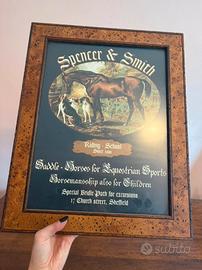 Spencer & Smith
Riding - School
Saddle - Horses for Equestrian Sports
Horsemanship also for Children
Special Bridle Path for excursions
17 Church street, Sheffield
subito